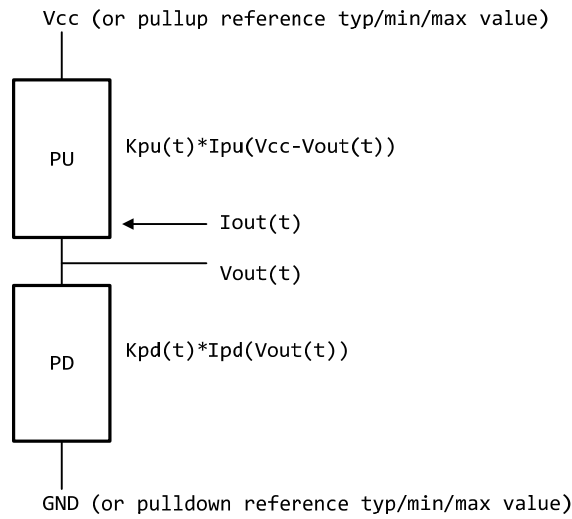 Vcc (or pullup reference typ/min/max value)
PU
Kpu(t)*Ipu(Vcc-Vout(t))
Iout(t)
Vout(t)
PD
Kpd(t)*Ipd(Vout(t))
GND (or pulldown reference typ/min/max value)